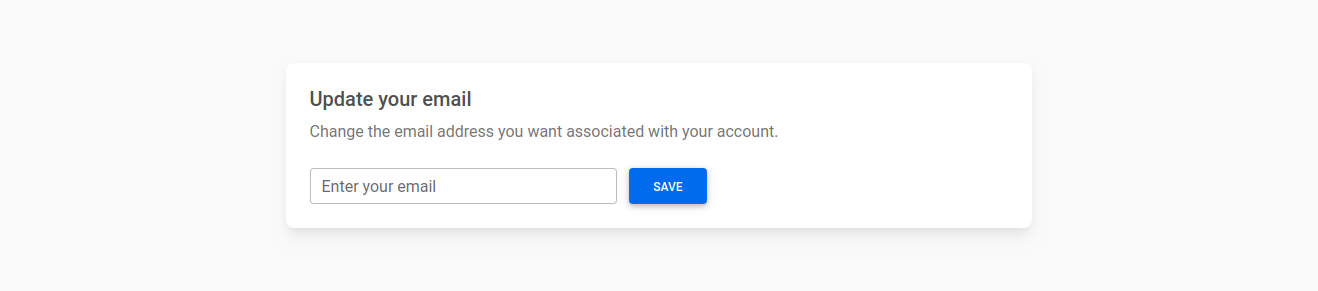 Update your email
Change the email address you want associated with your account.
Enter your email
SAVE